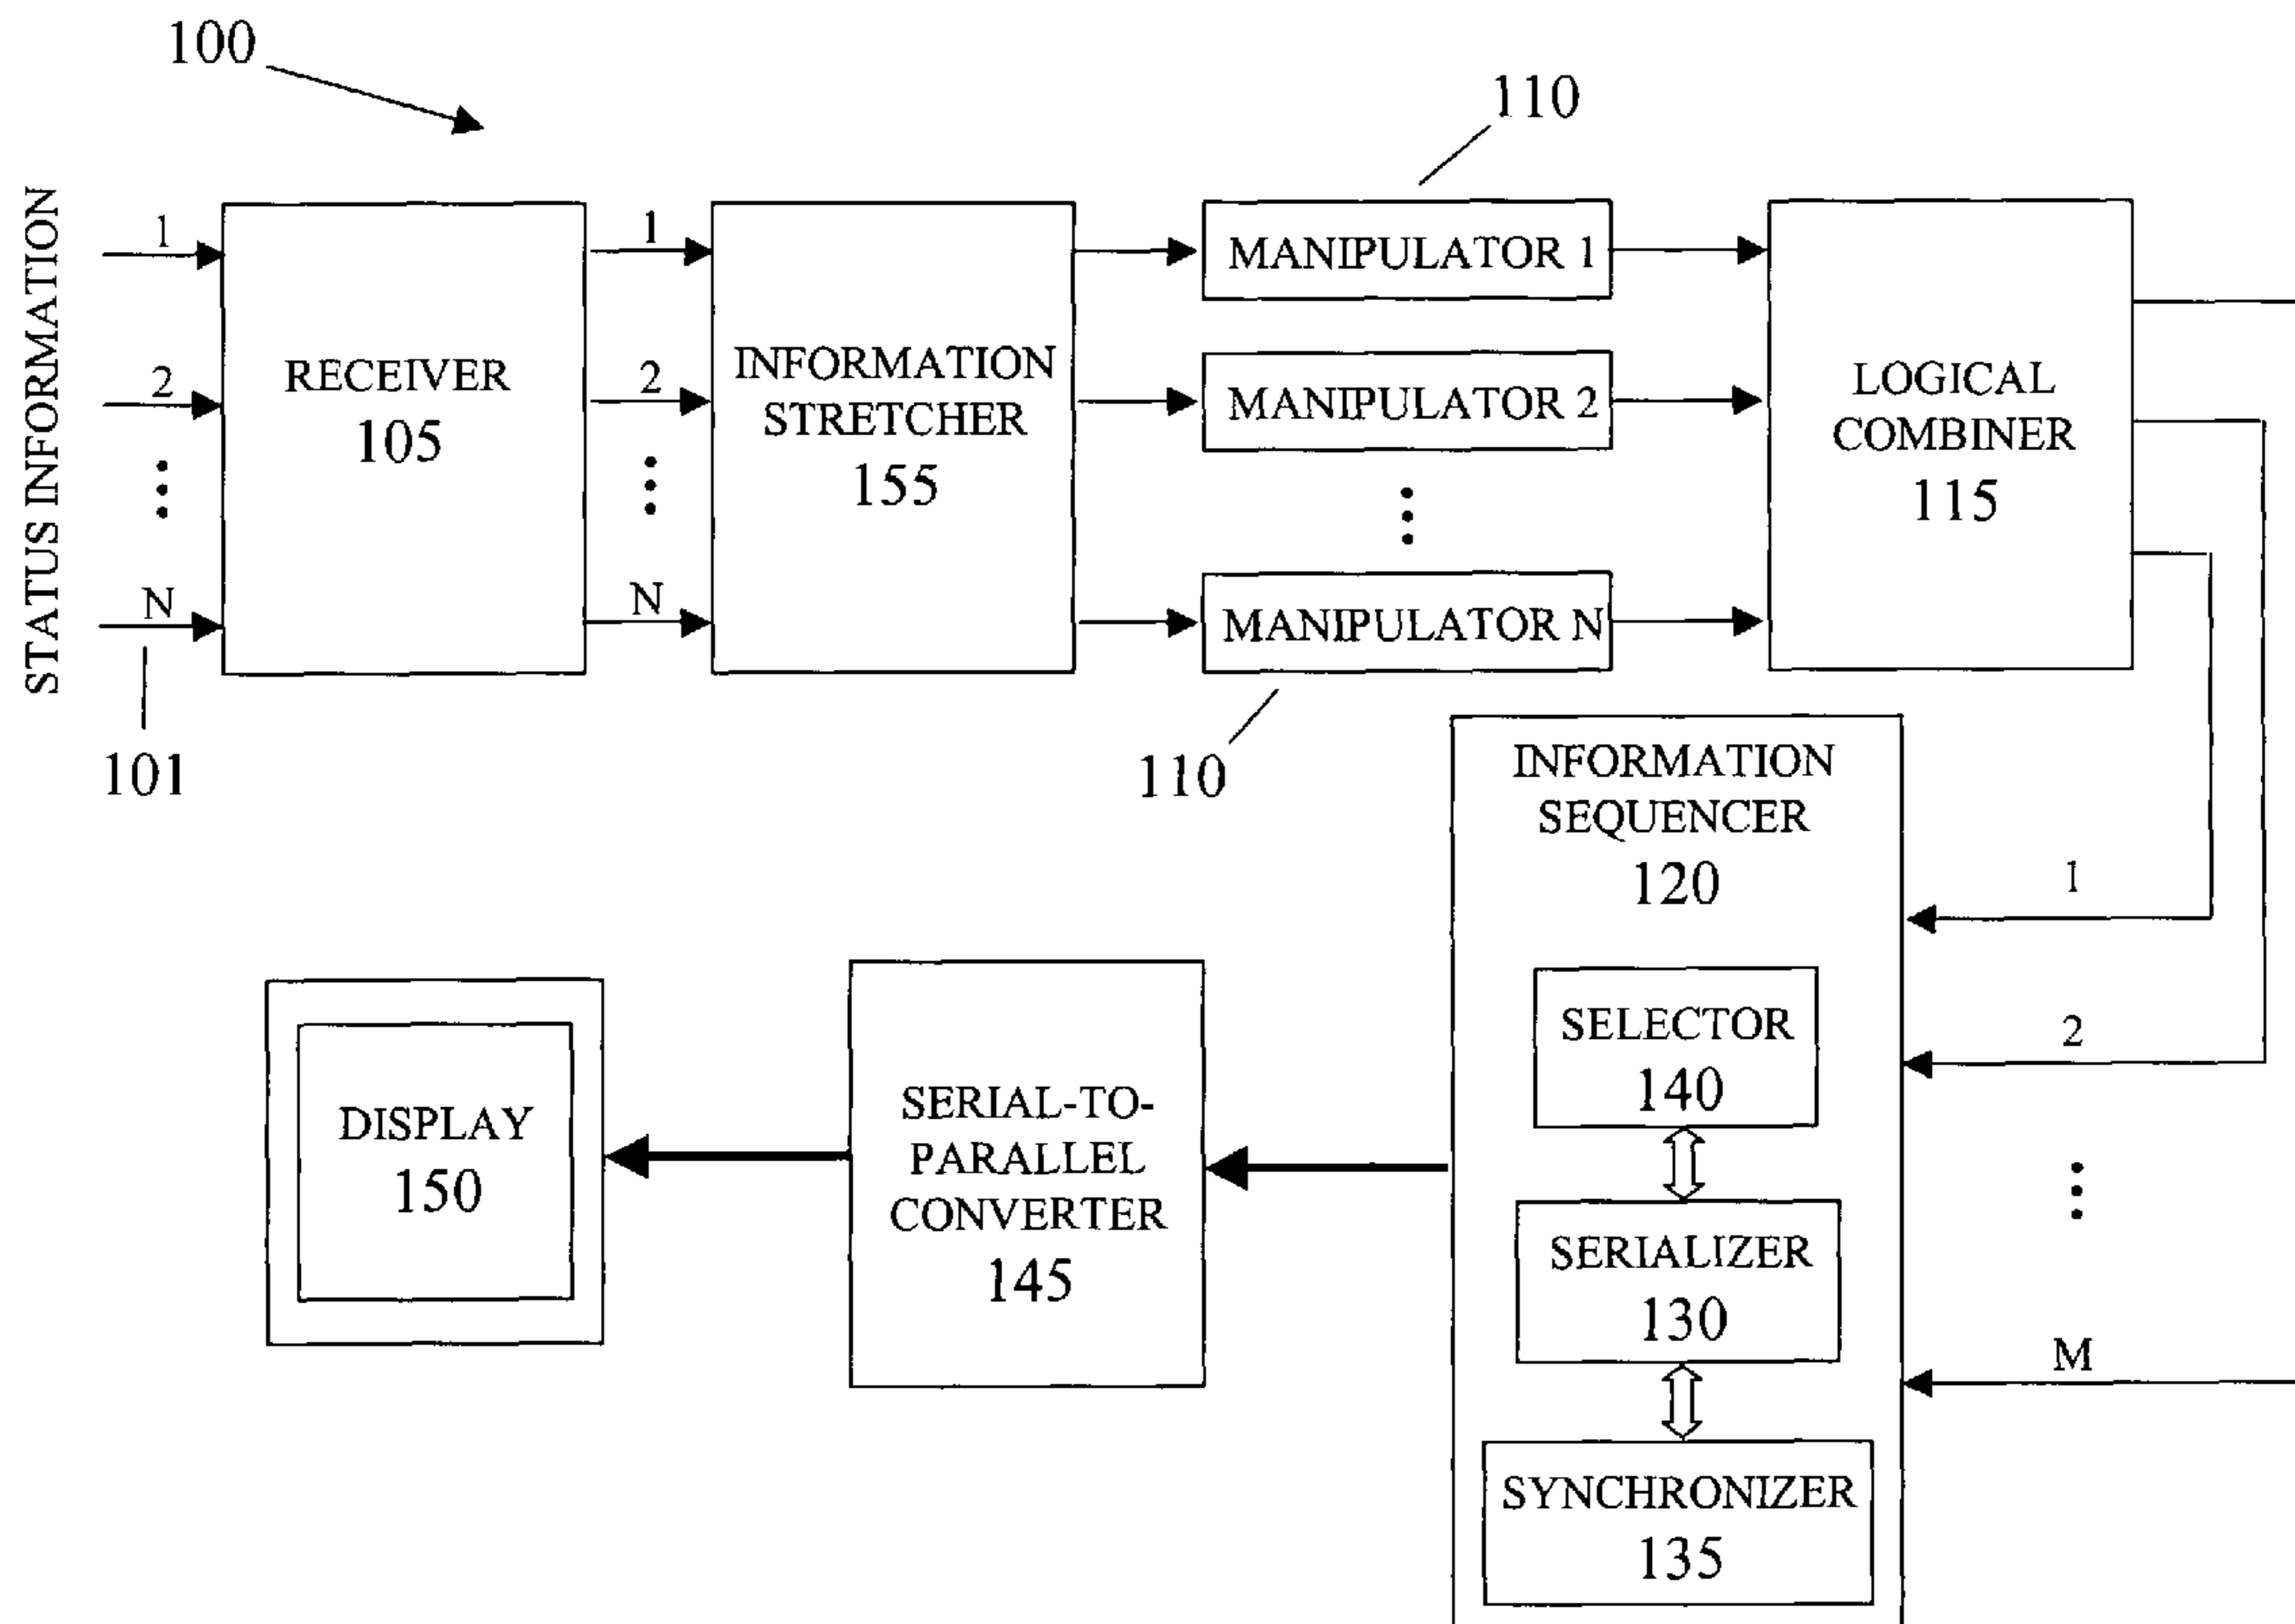 100
110
STATUS INFORMATION
1
2
N
101
RECEIVER
105
1
2
N
INFORMATION
STRETCHER
155
MANIPULATOR 1
MANIPULATOR 2
MANIPULATOR N
110
LOGICAL
COMBINER
115
INFORMATION
SEQUENCER
120
1
2
M
SELECTOR
140
SERIALIZER
130
SYNCHRONIZER
135
SERIAL-TO-
PARALLEL
CONVERTER
145
DISPLAY
150